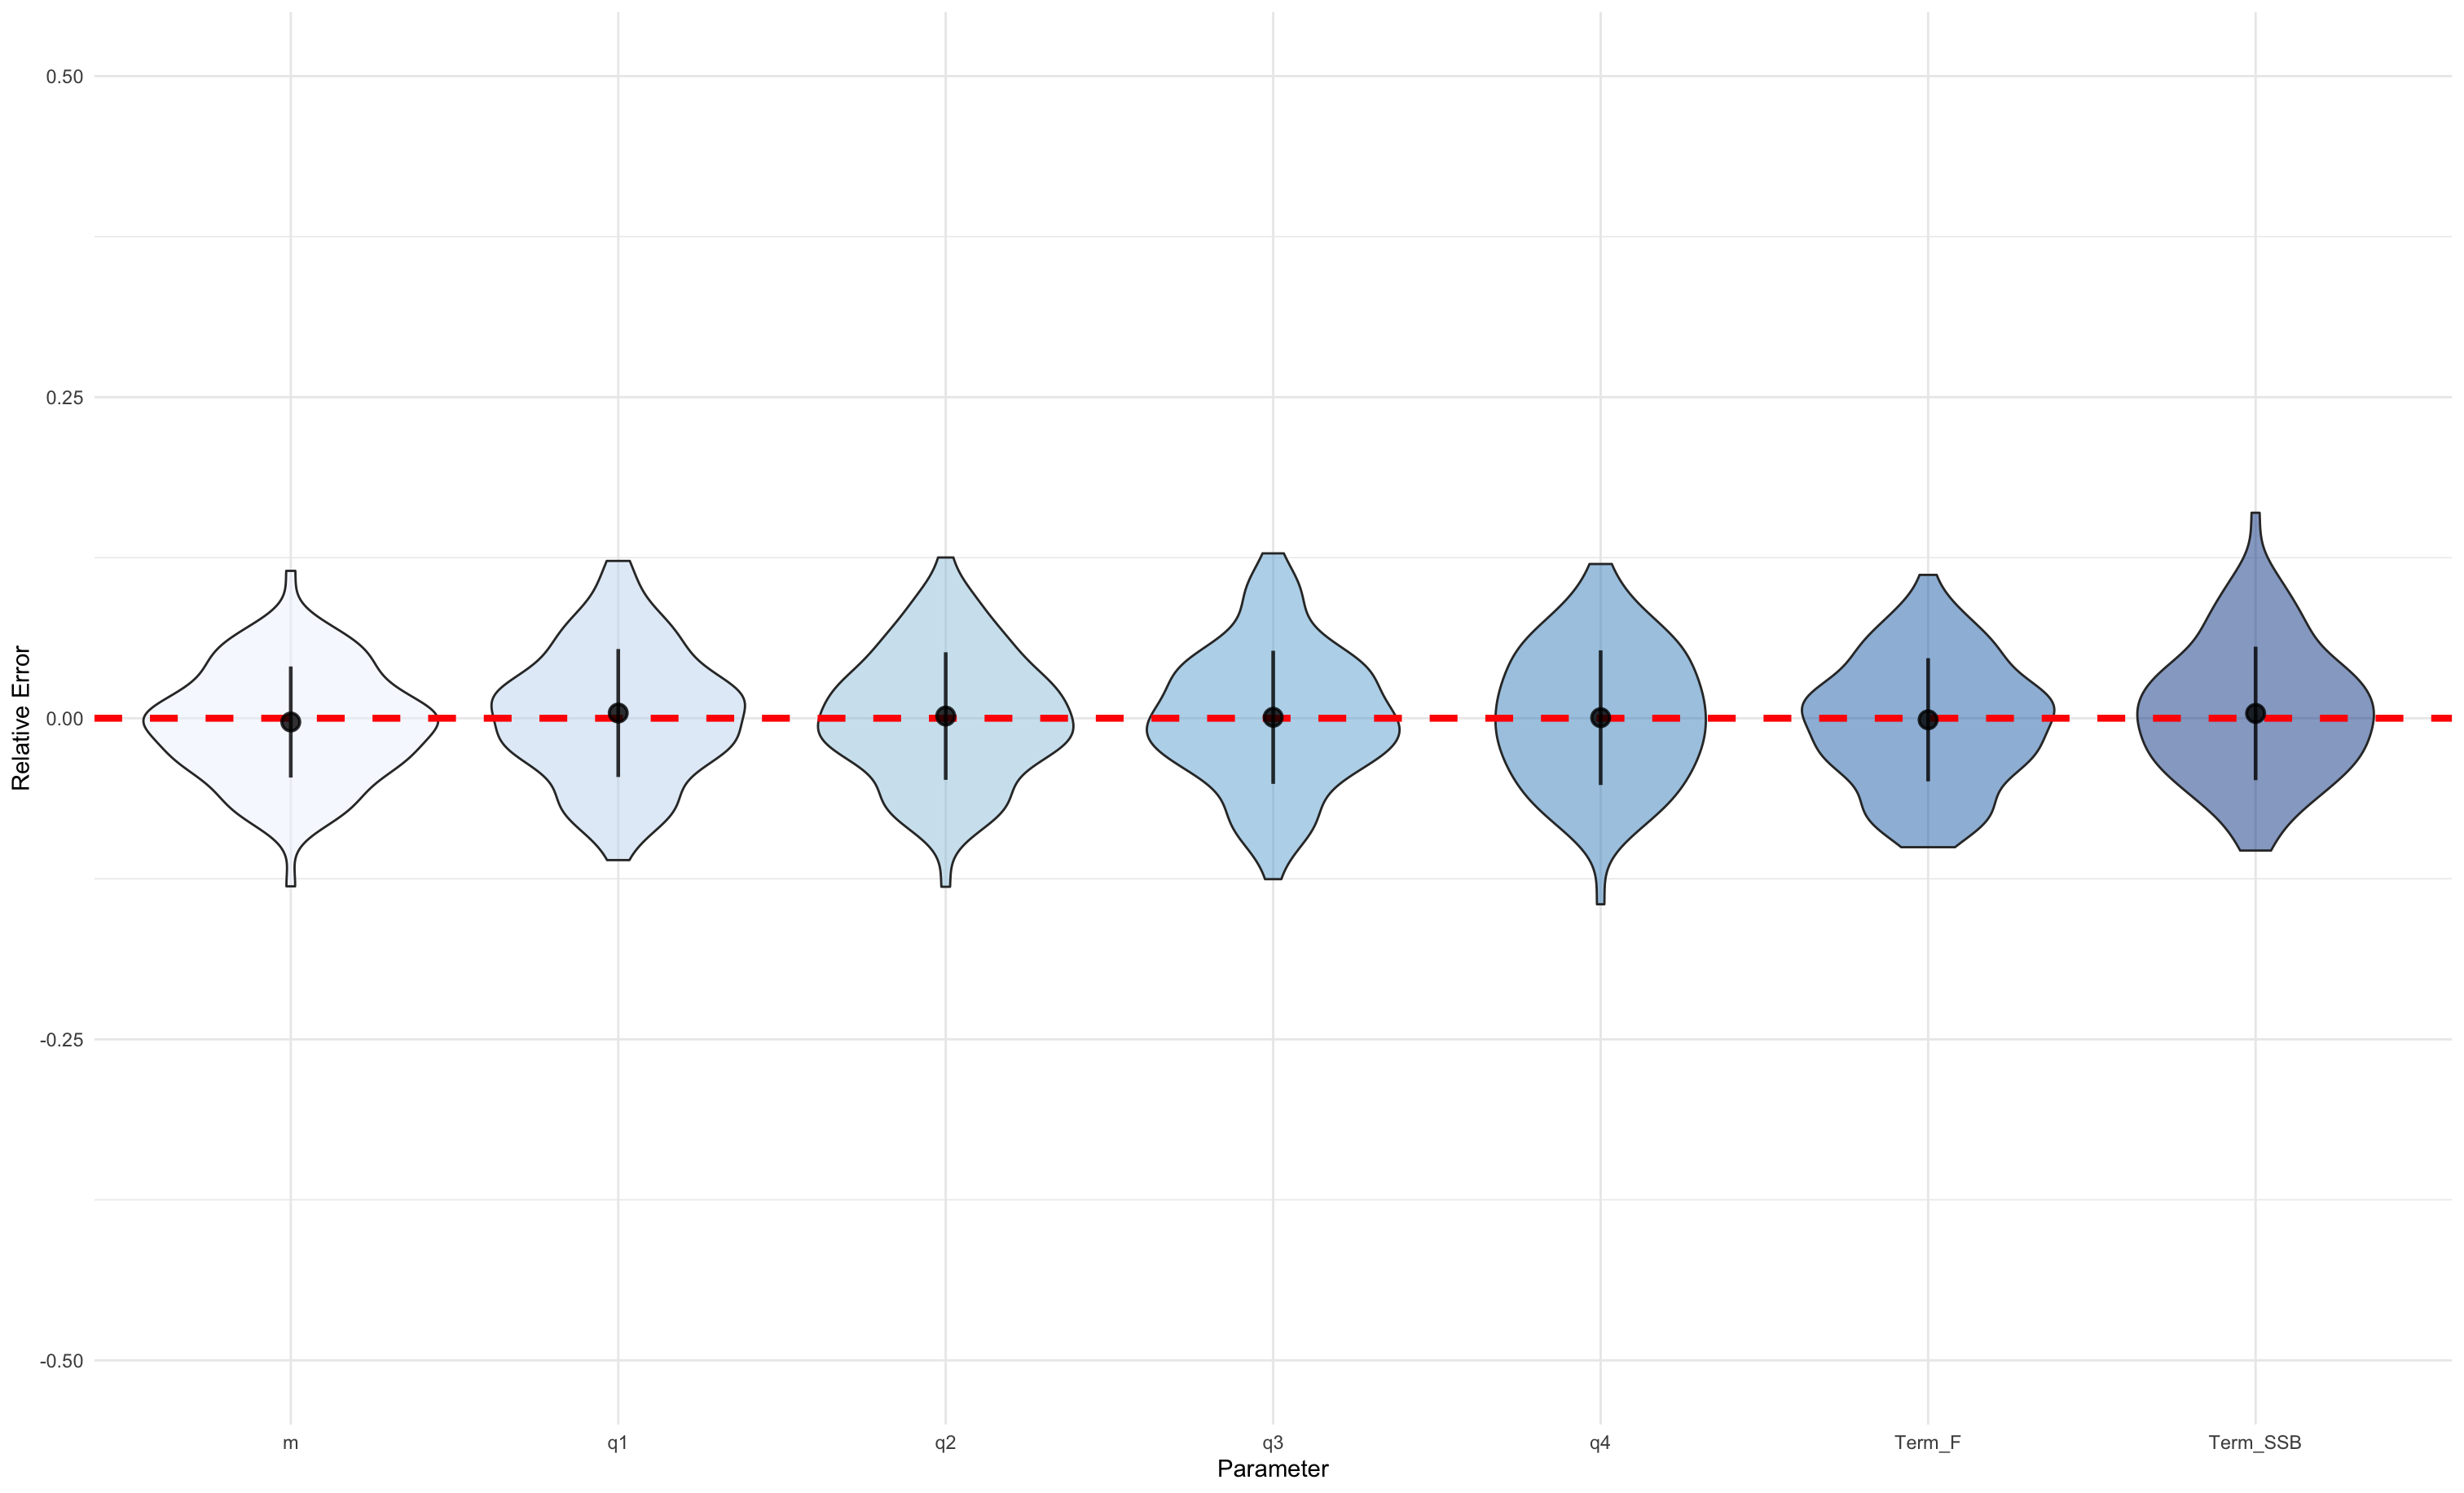 0.50
0.25
0.00
-0.25
-0.50
Relative Error
m
q1
q2
q3
q4
Term_F
Term_SSB
Parameter